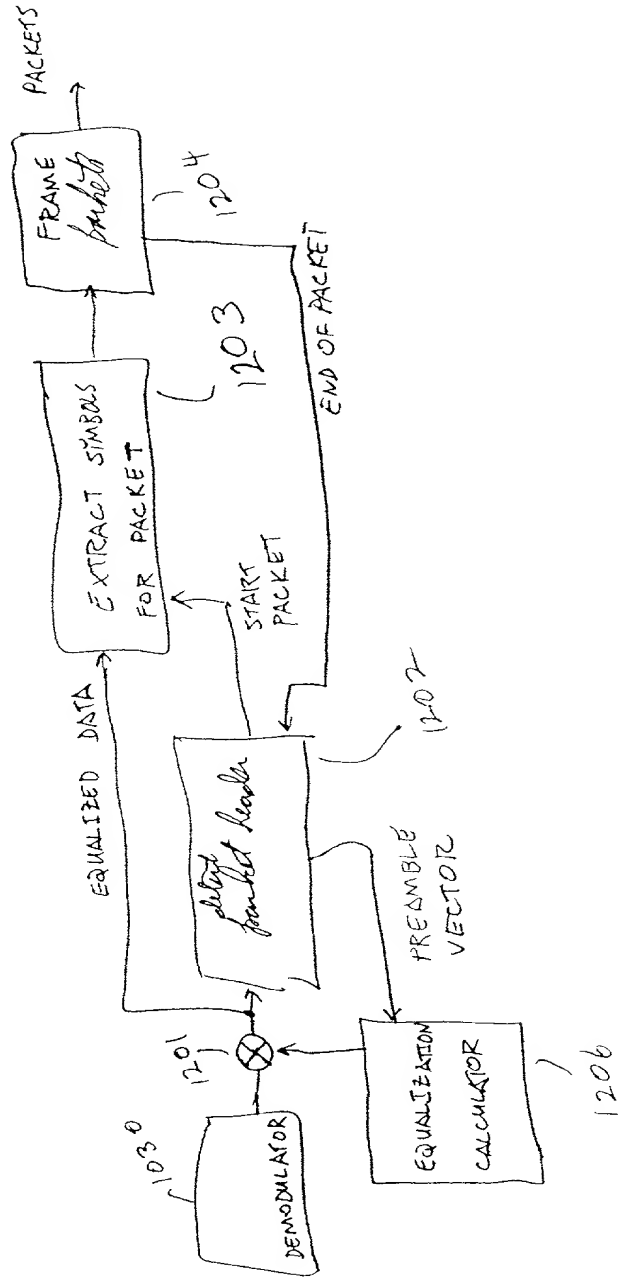 1030
DEMODULATOR
1201
EQUALIZED DATA
detect
packet header
1202
PREAMBLE
VECTOR
EQUALIZATION
CALCULATOR
1206
START
PACKET
EXTRACT SIMBOLS
FOR PACKET
1203
FRAME
packets
1204
PACKETS
END OF PACKET